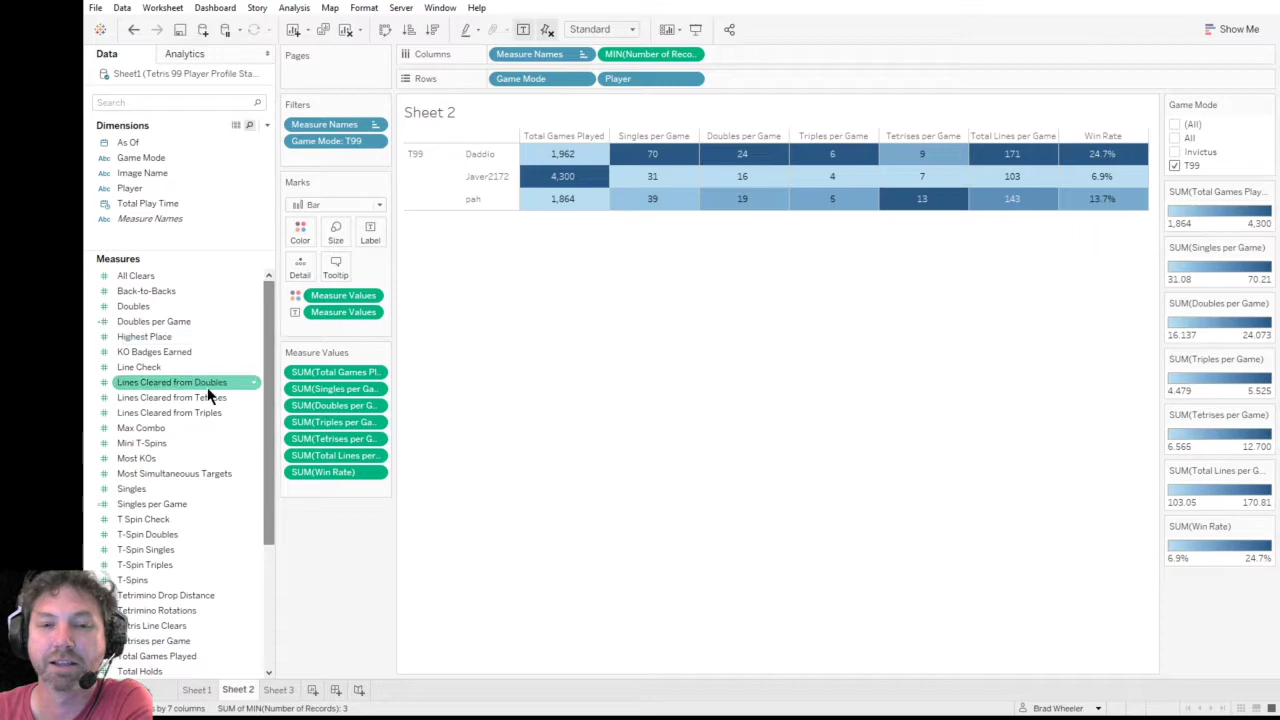 File Data Worksheet Dashboard Story Analysis Map Format Server Window Help
Standard
Show Me
Data Analytics
Sheet1 (Tetris 99 Player Profile Sta...
Search
Dimensions
As Of
Abc Game Mode
Abc Image Name
Abc Player
Total Play Time
Abc Measure Names
Measures
All Clears
Back-to-Backs
Doubles
Doubles per Game
Highest Place
KO Badges Earned
Line Check
Lines Cleared from Doubles
Lines Cleared from Tetrises
Lines Cleared from Triples
Max Combo
Mini T-Spins
Most KOs
Most Simultaneuous Targets
Singles
Singles per Game
T Spin Check
T-Spin Doubles
T-Spin Singles
T-Spin Triples
T-Spins
Tetrimino Drop Distance
Tetrimino Rotations
Line Clears
per Game
Total Games Played
Total Holds
Pages
Filters
Measure Names
Game Mode: T99
Marks
Bar
Color Size Label
Detail Tooltip
Measure Values
Measure Values
Measure Values
SUM(Total Games Pl..
SUM(Singles per Ga..
SUM(Doubles per G..
SUM(Triples per Ga..
SUM(Tetrises per G..
SUM(Total Lines per..
SUM(Win Rate)
Columns Measure Names MIN(Number of Reco..
Rows Game Mode Player
Sheet 2
Total Games Played Singles per Game Doubles per Game Triples per Game Tetrises per Game Total Lines per Game Win Rate
T99 Daddio 1,962 70 24 6 9 171 24.7%
Javer2172 4,300 31 16 4 7 103 6.9%
pah 1,864 39 19 5 13 143 13.7%
Game Mode
(All)
All
Invictus
T99
SUM(Total Games Play...
1,864 4,300
SUM(Singles per Game)
31.08 70.21
SUM(Doubles per Game)
16.137 24.073
SUM(Triples per Game)
4.479 5.525
SUM(Tetrises per Game)
6.565 12.700
SUM(Total Lines per G...
103.05 170.81
SUM(Win Rate)
6.9% 24.7%
Sheet 1 Sheet 2 Sheet 3
by 7 columns SUM of MIN(Number of Records): 3 Brad Wheeler